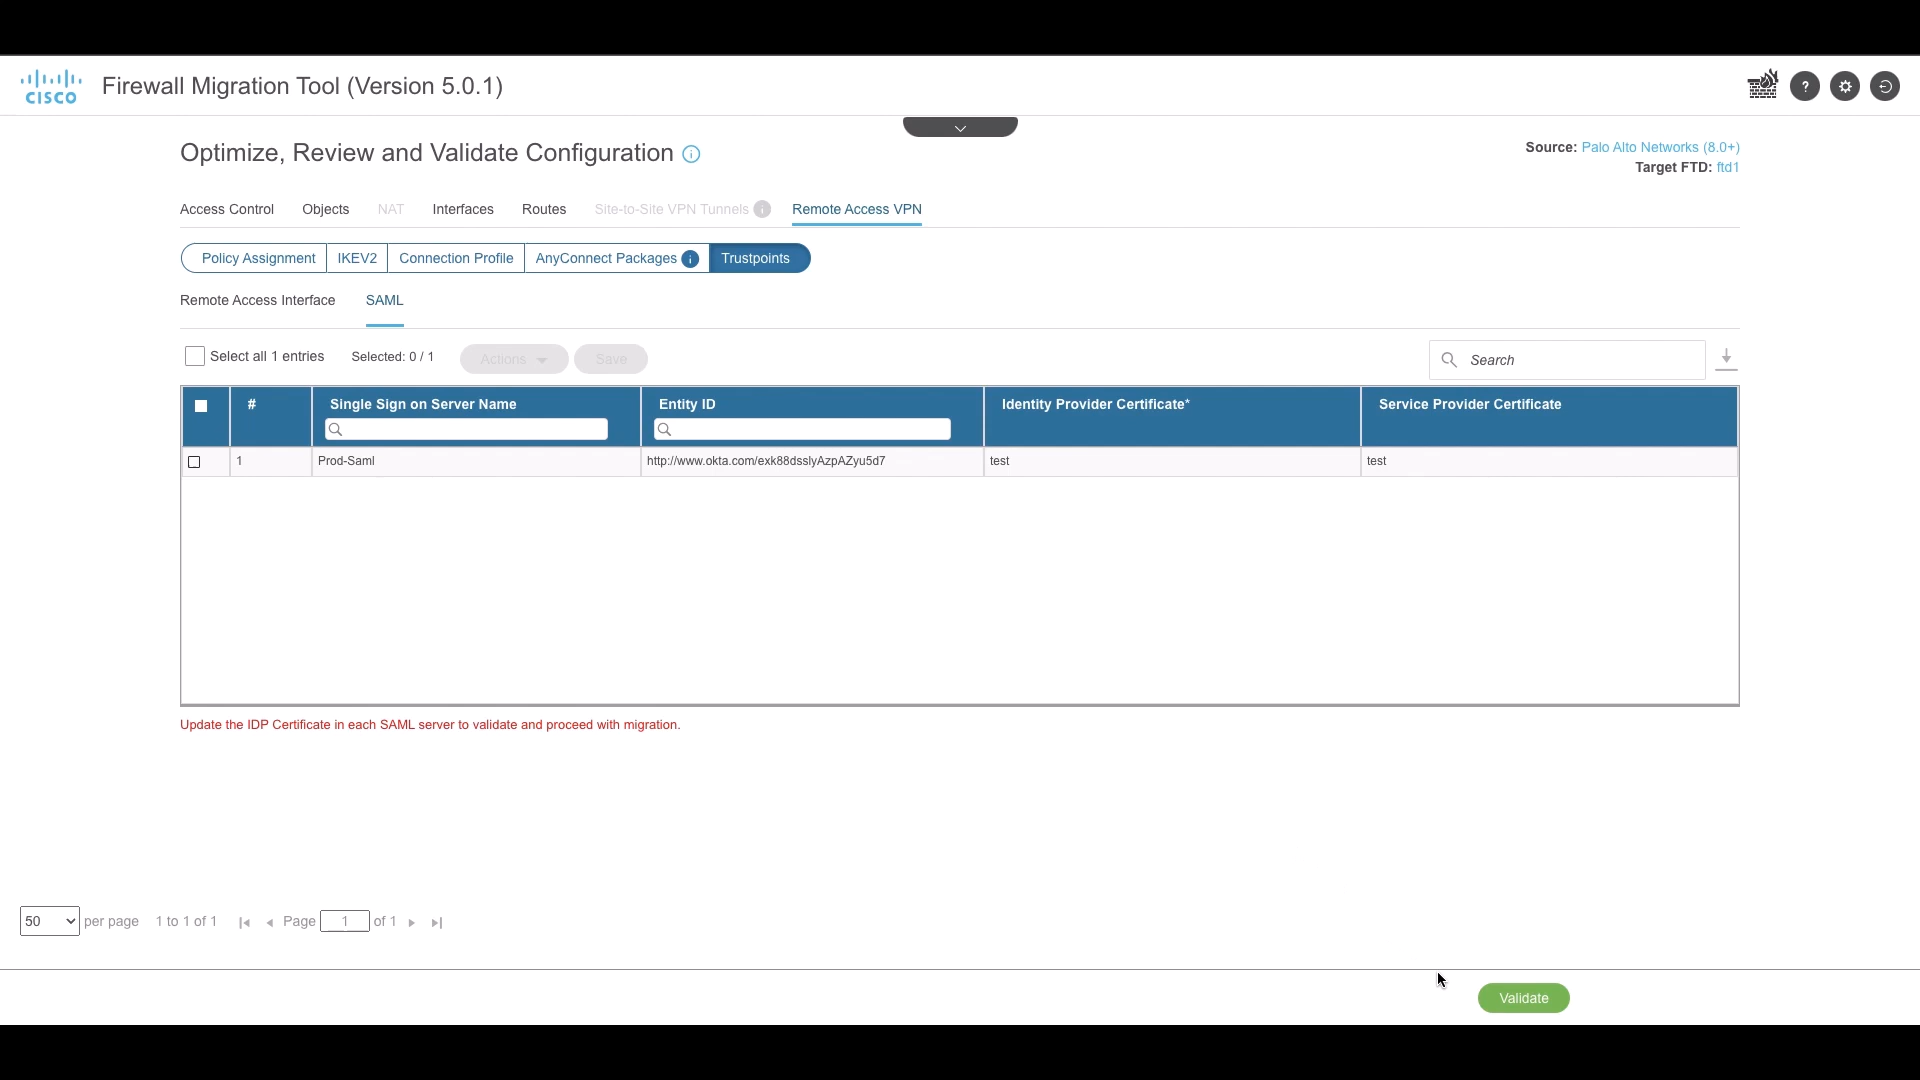 CISCO
Firewall Migration Tool (Version 5.0.1)
?
Optimize, Review and Validate Configuration i
Source: Palo Alto Networks (8.0+)
Target FTD: ftd1
Access Control Objects NAT Interfaces Routes Site-to-Site VPN Tunnels i Remote Access VPN
Policy Assignment IKEV2 Connection Profile AnyConnect Packages i Trustpoints
Remote Access Interface SAML
Select all 1 entries Selected: 0 / 1 Actions Save Search
# Single Sign on Server Name Entity ID Identity Provider Certificate* Service Provider Certificate
1 Prod-Saml http://www.okta.com/exk88dsslyAzpAZyu5d7 test test
Update the IDP Certificate in each SAML server to validate and proceed with migration.
50 per page 1 to 1 of 1 Page 1 of 1
Validate